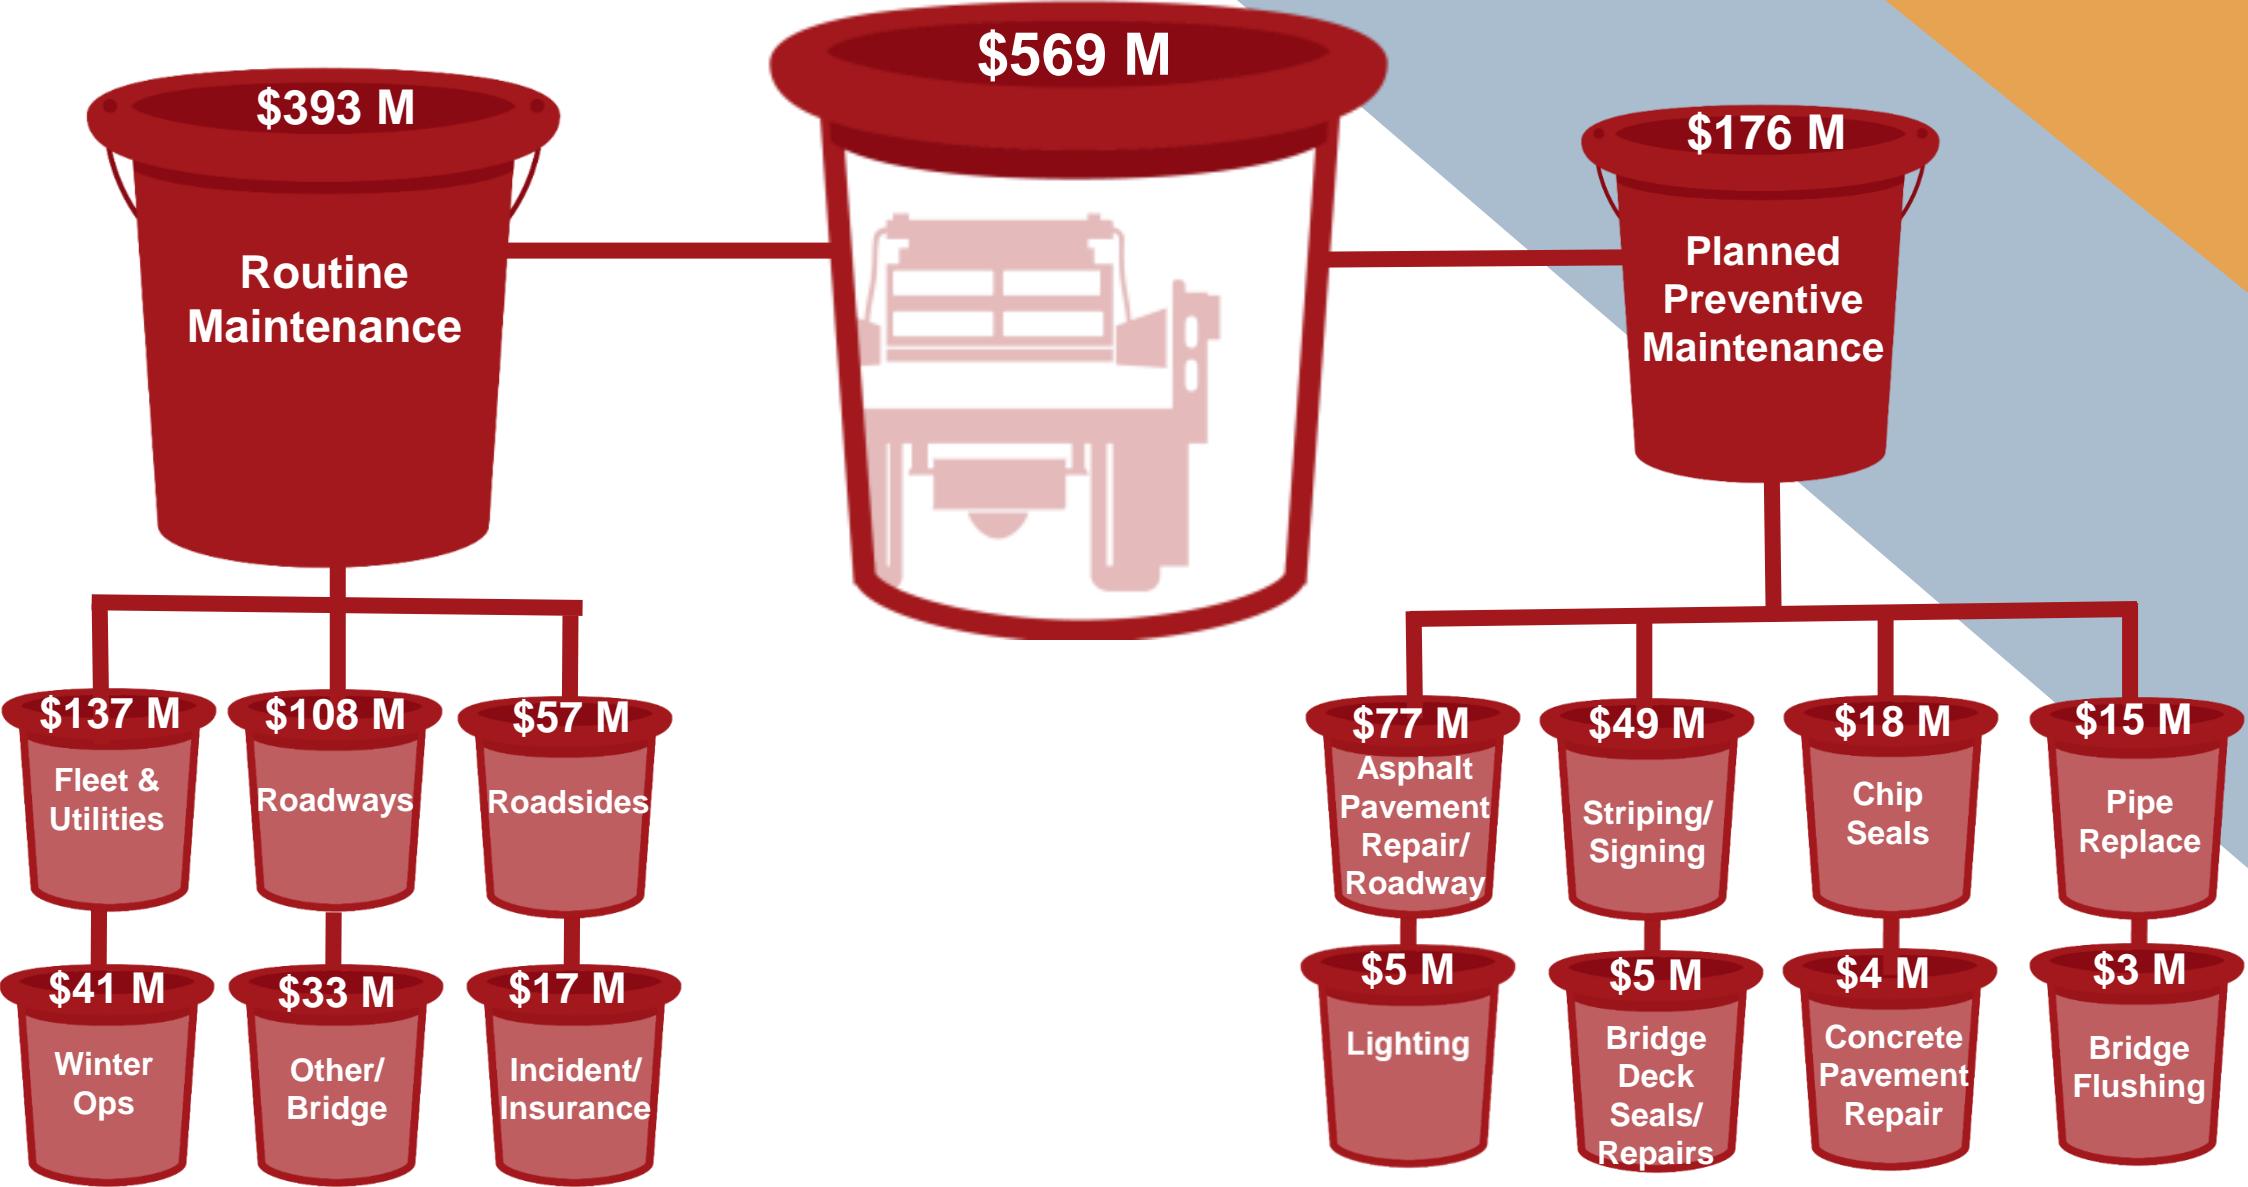 $569 M
$393 M
Routine
Maintenance
$176 M
Planned
Preventive
Maintenance
$137 M
Fleet &
Utilities
$108 M
Roadways
$57 M
Roadsides
$41 M
Winter
Ops
$33 M
Other/
Bridge
$17 M
Incident/
Insurance
$77 M
Asphalt
Pavement
Repair/
Roadway
$49 M
Striping/
Signing
$18 M
Chip
Seals
$15 M
Pipe
Replace
$5 M
Lighting
$5 M
Bridge
Deck
Seals/
Repairs
$4 M
Concrete
Pavement
Repair
$3 M
Bridge
Flushing